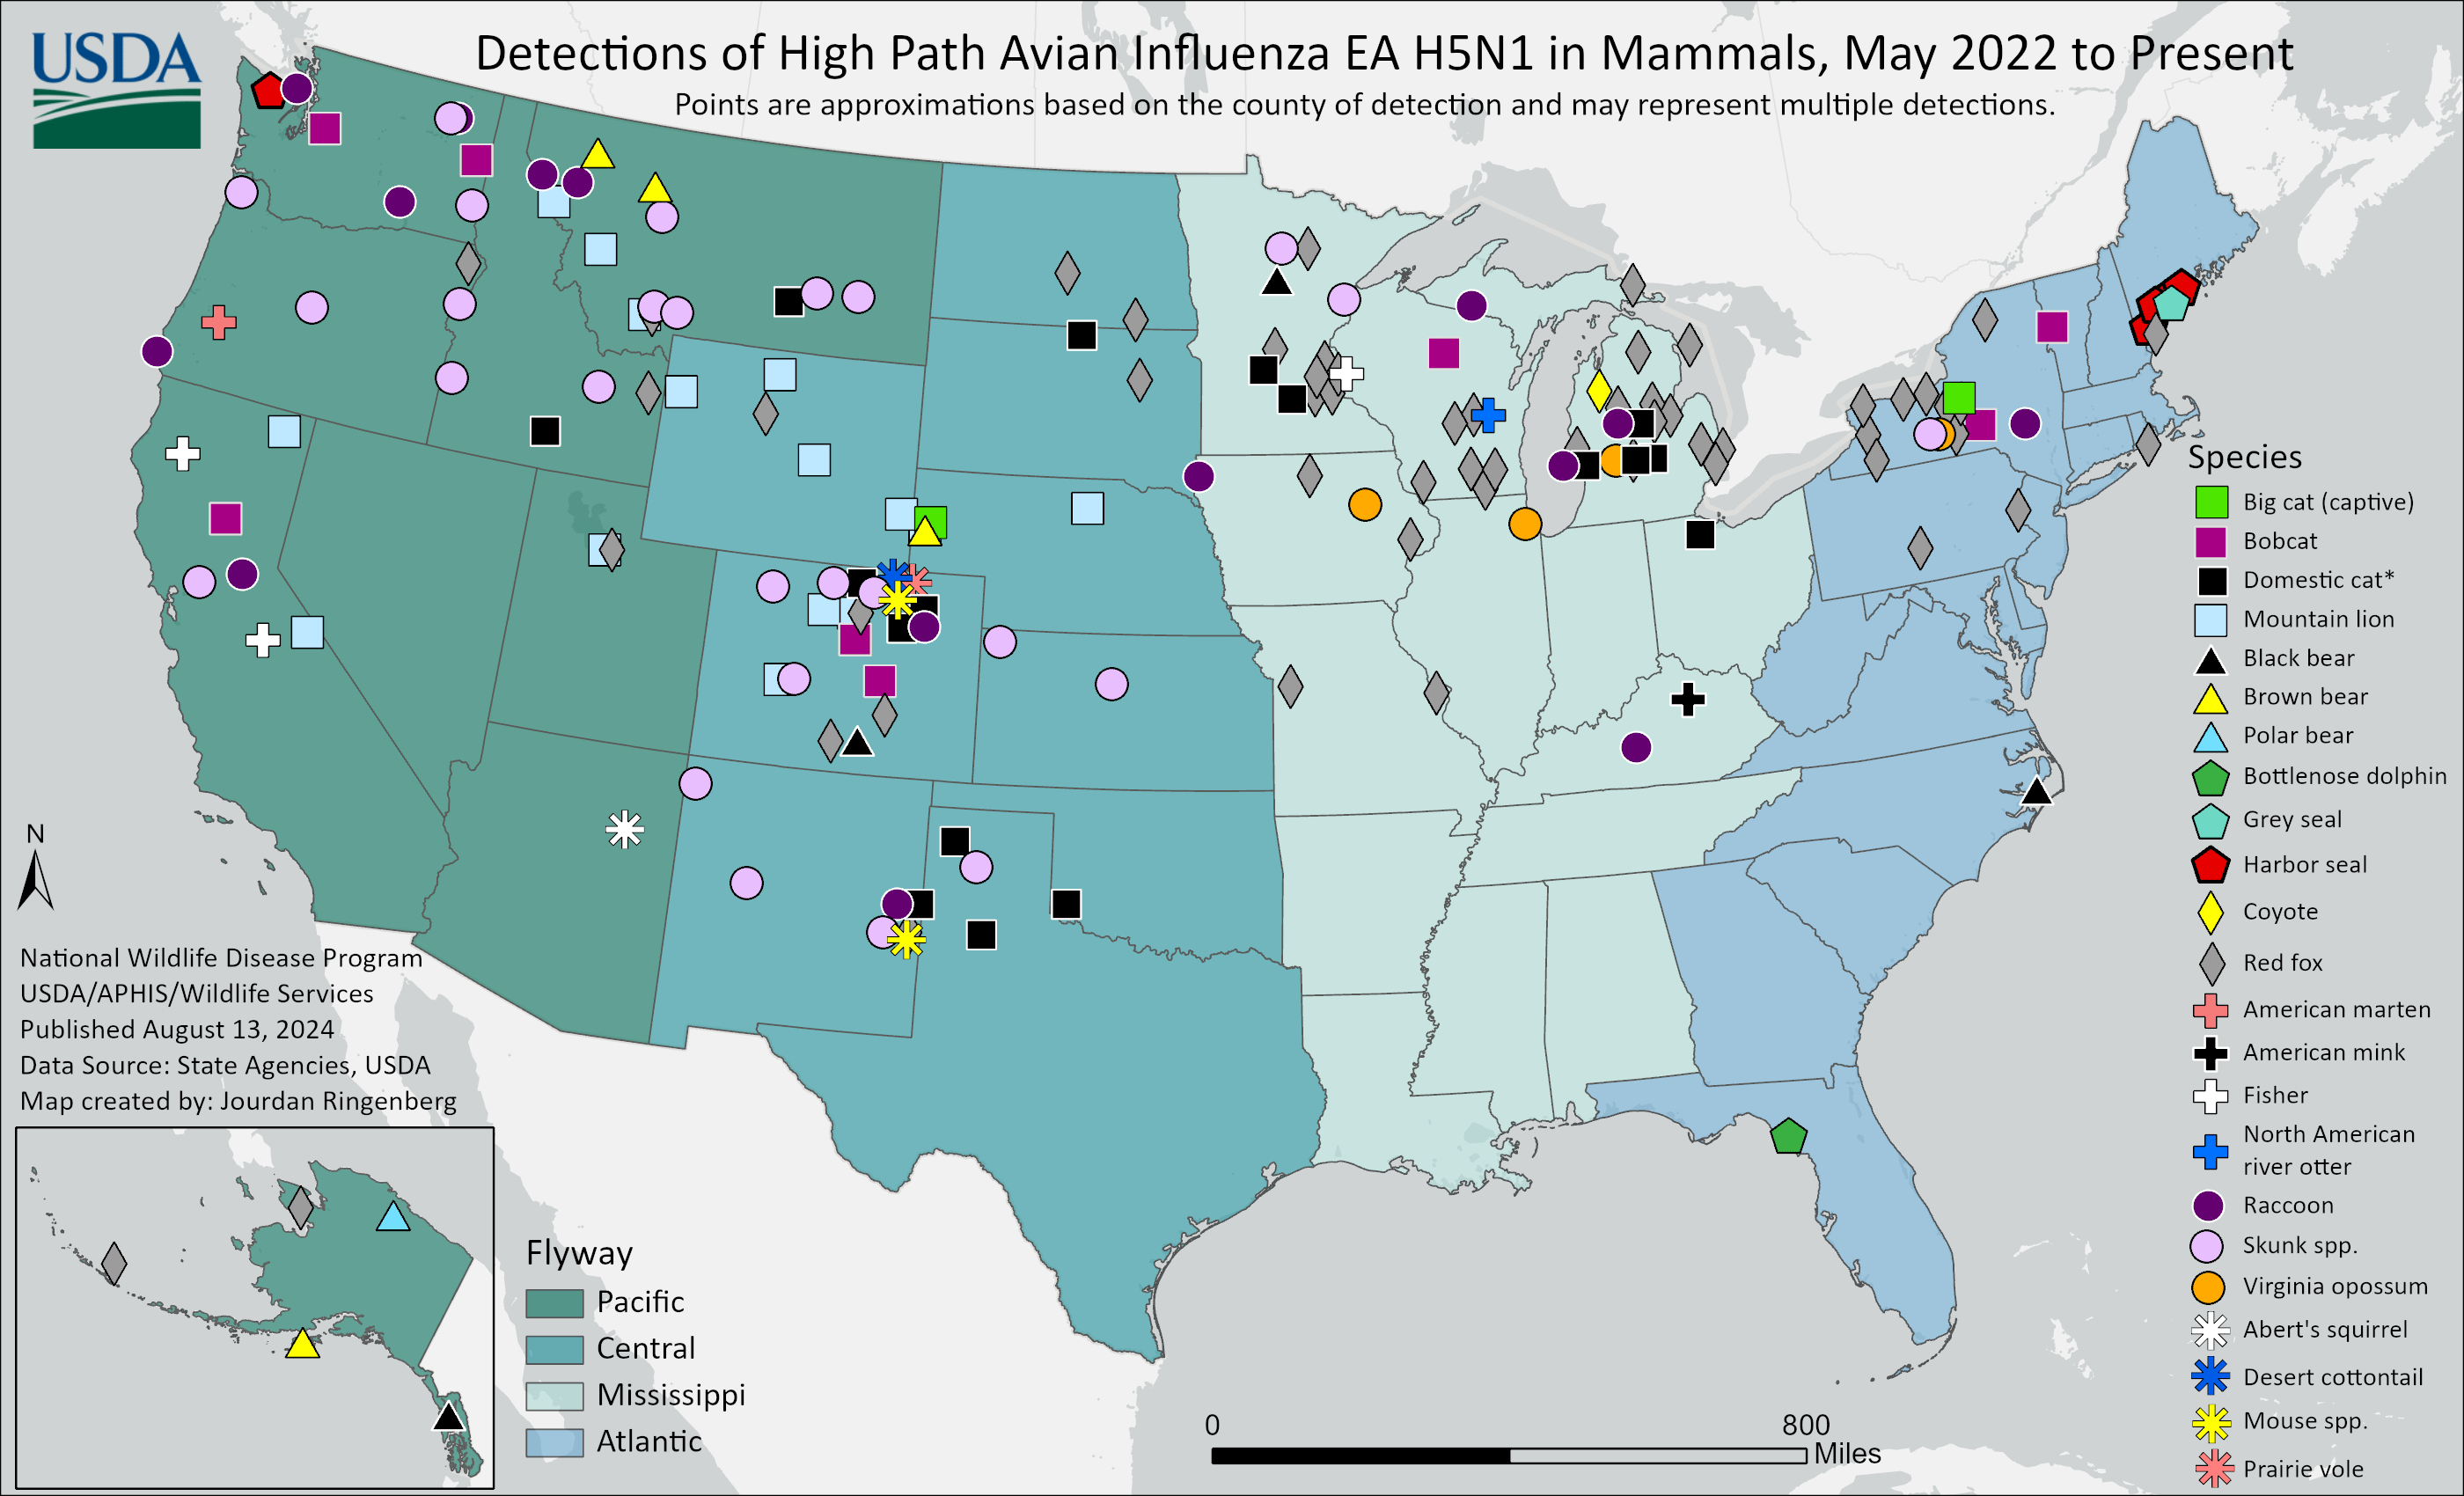 USDA
Detections of High Path Avian Influenza EA H5N1 in Mammals, May 2022 to Present
Points are approximations based on the county of detection and may represent multiple detections.
Species
Big cat (captive)
Bobcat
Domestic cat*
Mountain lion
Black bear
Brown bear
Polar bear
Bottlenose dolphin
Grey seal
Harbor seal
Coyote
Red fox
American marten
American mink
Fisher
North American
river otter
Raccoon
Skunk spp.
Virginia opossum
Abert's squirrel
Desert cottontail
Mouse spp.
Prairie vole
N
National Wildlife Disease Program
USDA/APHIS/Wildlife Services
Published August 13, 2024
Data Source: State Agencies, USDA
Map created by: Jourdan Ringenberg
Flyway
Pacific
Central
Mississippi
Atlantic
0 800
Miles